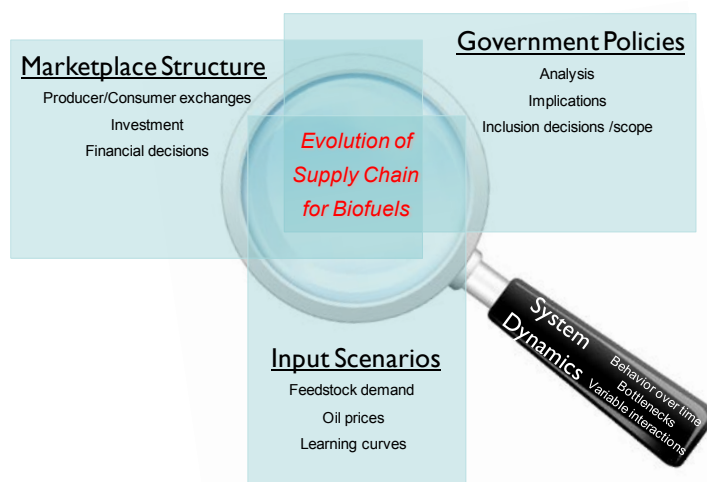 Marketplace Structure
Producer/Consumer exchanges
Investment
Financial decisions
Government Policies
Analysis
Implications
Inclusion decisions /scope
Evolution of
Supply Chain
for Biofuels
Input Scenarios
Feedstock demand
Oil prices
Learning curves
System
Dynamics
Behavior over time
Bottlenecks
Variable interactions